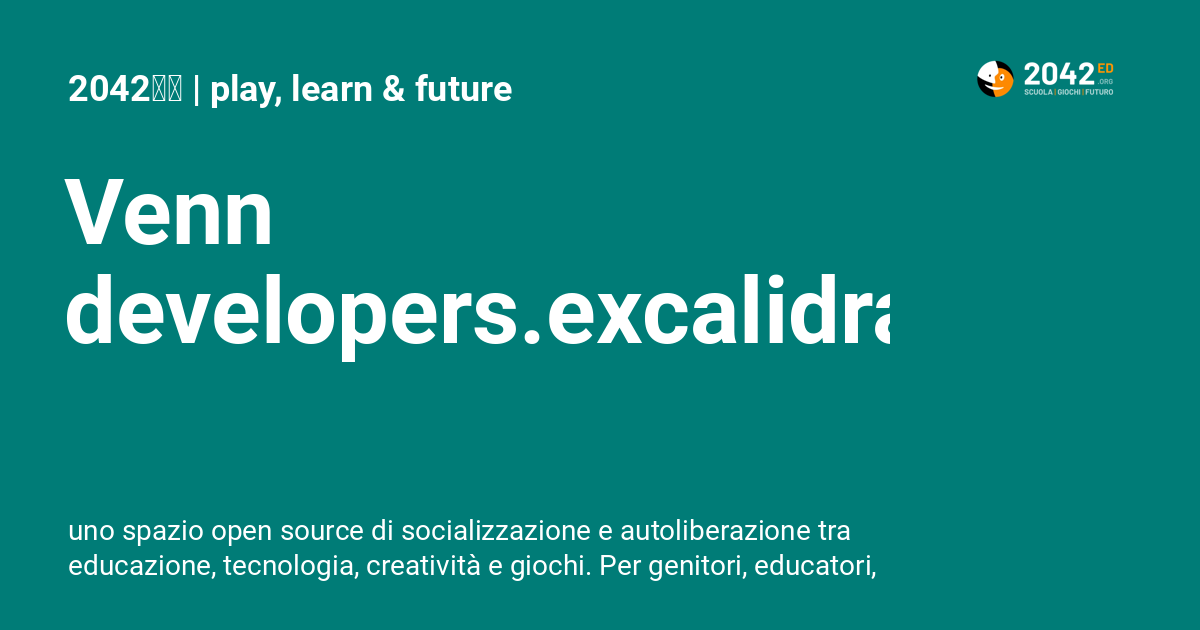 2042 | play, learn & future
2042 ED
.ORG
SCUOLA | GIOCHI | FUTURO
Venn
developers.excalidra
uno spazio open source di socializzazione e autoliberazione tra
educazione, tecnologia, creatività e giochi. Per genitori, educatori,